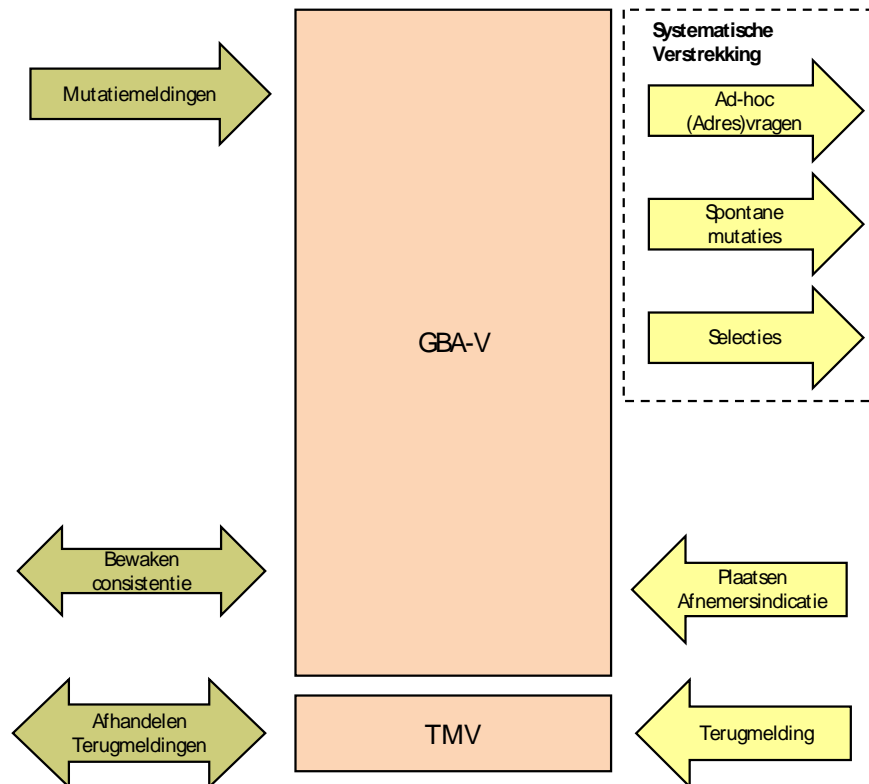 Systematische
Verstrekking
Mutatiemeldingen
Ad-hoc
(Adres)vragen
Spontane
mutaties
GBA-V
Selecties
Bewaken
consistentie
Plaatsen
Afnemersindicatie
Afhandelen
Terugmeldingen
TMV
Terugmelding